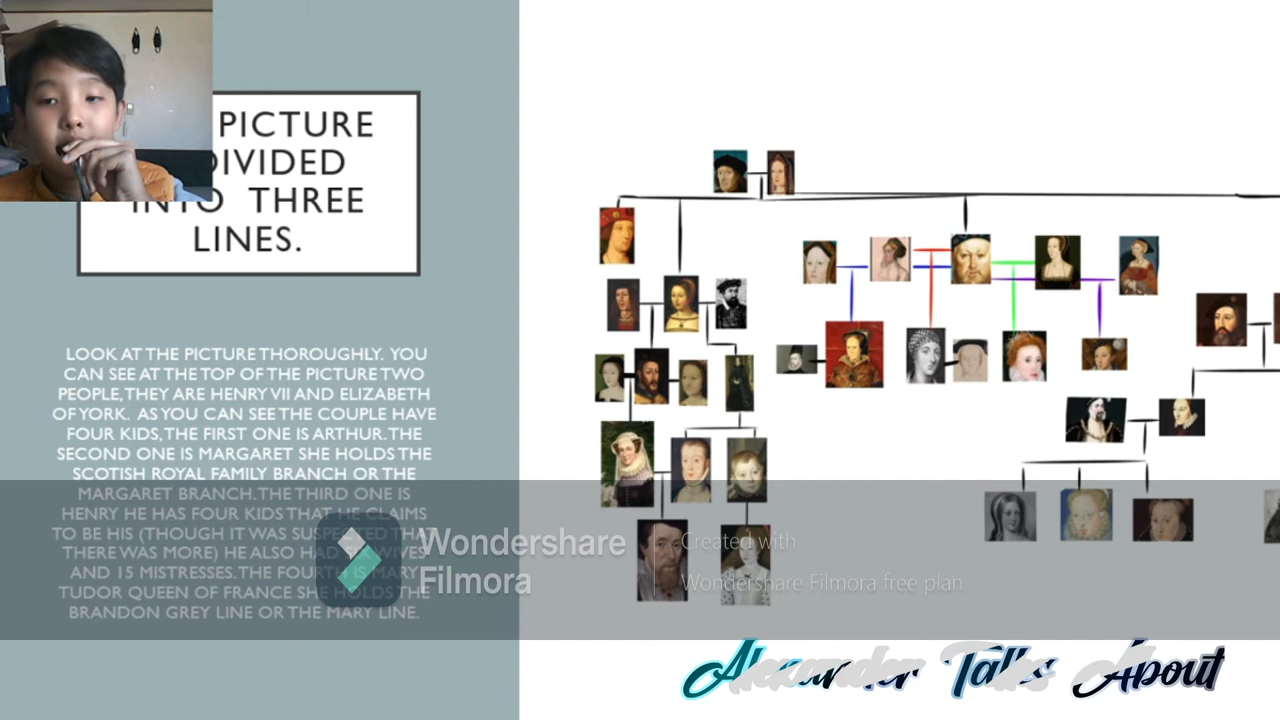 PICTURE
DIVIDED
INTO THREE
LINES.
LOOK AT THE PICTURE THOROUGHLY. YOU
CAN SEE AT THE TOP OF THE PICTURE TWO
PEOPLE,THEY ARE HENRY VII AND ELIZABETH
OF YORK. AS YOU CAN SEE THE COUPLE HAVE
FOUR KIDS,THE FIRST ONE IS ARTHUR.THE
SECOND ONE IS MARGARET SHE HOLDS THE
SCOTISH ROYAL FAMILY BRANCH OR THE
MARGARET BRANCH.THE THIRD ONE IS
HENRY HE HAS FOUR KIDS THAT HE CLAIMS
TO BE HIS (THOUGH IT WAS SUSPECTED THAT
THERE WAS MORE) HE ALSO HAD WIVES
AND 15 MISTRESSES.THE FOURTH IS MARY
TUDOR QUEEN OF FRANCE SHE HOLDS THE
BRANDON GREY LINE OR THE MARY LINE.
Wondershare
Filmora
Created with
Wondershare Filmora free plan
Alexander Talks About